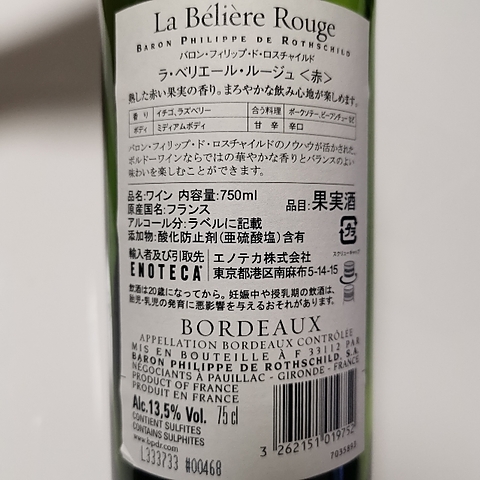 La Bélière Rouge
BARON PHILIPPE DE ROTHSCHILD
バロン・フィリップ・ド・ロスチャイルド
ラ・ベリエール・ルージュ〈赤〉
熟した赤い果実の香り。まろやかな飲み心地が楽しめます。
香り イチゴ、ラズベリー 合う料理 ポークソテー、ビーフシチューなど
ボディ ミディアムボディ 甘辛 辛口
バロン・フィリップ・ド・ロスチャイルドのノウハウが活かされた、
ボルドーワインならではの華やかな香りとバランスのよい
味わいを楽しむことができます。
品名:ワイン 内容量:750ml
原産国名:フランス 品目:果実酒
アルコール分:ラベルに記載
添加物:酸化防止剤(亜硫酸塩)含有
プラ
スクリューキャップ
輸入者及び引取先 エノテカ株式会社
ENOTECA 東京都港区南麻布5-14-15
飲酒は20歳になってから。妊娠中や授乳期の飲酒は、
胎児・乳児の発育に悪影響を与えるおそれがあります。
BORDEAUX
APPELLATION BORDEAUX CONTRÔLÉE
MIS EN BOUTEILLE À F 33112 PAR
BARON PHILIPPE DE ROTHSCHILD, S.A.
NÉGOCIANTS À PAUILLAC - GIRONDE - FRANCE
PRODUCT OF FRANCE
PRODUIT EN FRANCE
Alc.13,5% Vol. 75 cl
CONTIENT SULFITES
CONTAINS SULPHITES
www.bpdr.com
L333733 #00468
3 262151 019752
7035893